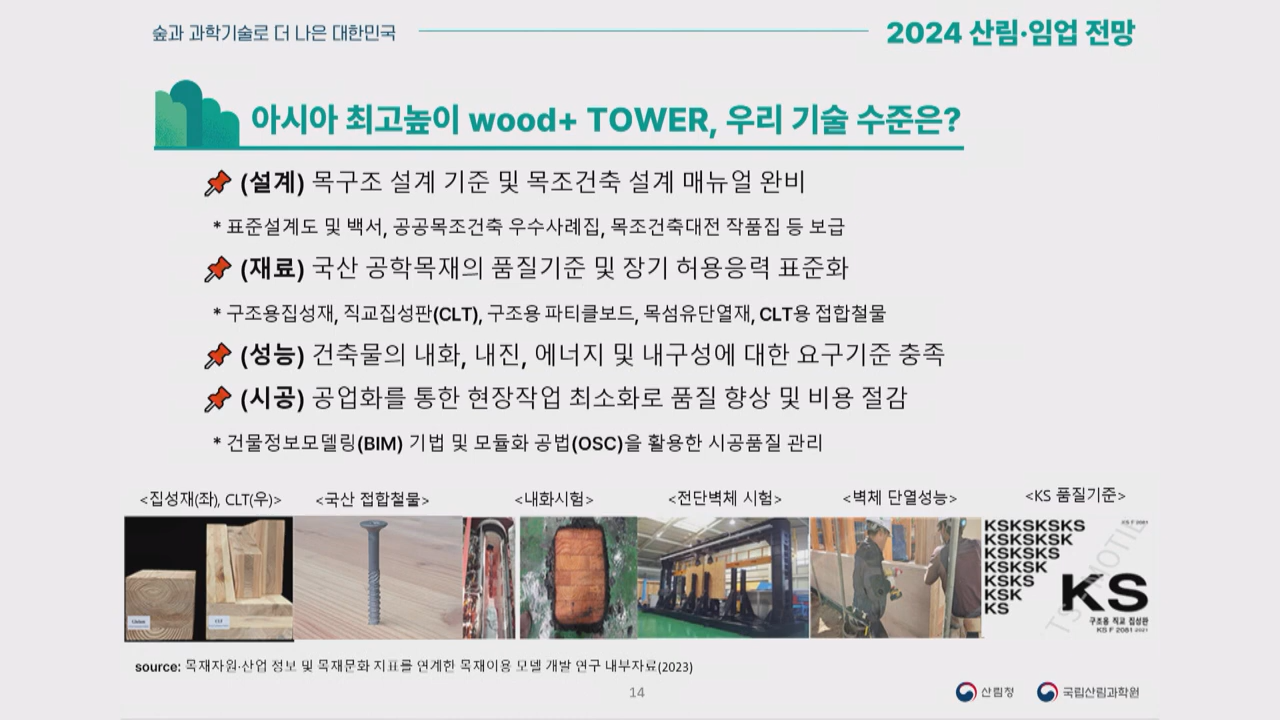 숲과 과학기술로 더 나은 대한민국
2024 산림·임업 전망
아시아 최고높이 wood+ TOWER, 우리 기술 수준은?
(설계) 목구조 설계 기준 및 목조건축 설계 매뉴얼 완비
* 표준설계도 및 백서, 공공목조건축 우수사례집, 목조건축대전 작품집 등 보급
(재료) 국산 공학목재의 품질기준 및 장기 허용응력 표준화
* 구조용집성재, 직교집성판(CLT), 구조용 파티클보드, 목섬유단열재, CLT용 접합철물
(성능) 건축물의 내화, 내진, 에너지 및 내구성에 대한 요구기준 충족
(시공) 공업화를 통한 현장작업 최소화로 품질 향상 및 비용 절감
* 건물정보모델링(BIM) 기법 및 모듈화 공법(OSC)을 활용한 시공품질 관리
<집성재(좌), CLT(우)>
<국산 접합철물>
<내화시험>
<전단벽체 시험>
<벽체 단열성능>
<KS 품질기준>
CLT
KSKSKSKS
KSKSKSK
KSKSKS
KSKSK
KSKS
KSK
KS
KS F 2081
KS
구조용 직교 집성판
KS F 2081:2021
source: 목재자원·산업 정보 및 목재문화 지표를 연계한 목재이용 모델 개발 연구 내부자료(2023)
14
산림청
국립산림과학원